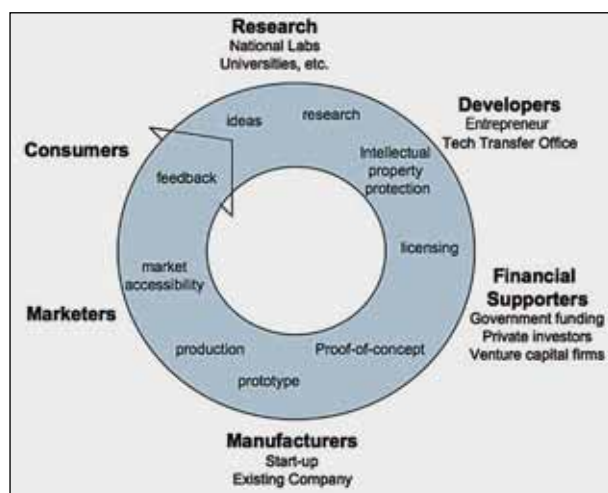 Research
National Labs
Universities, etc.
Developers
Entrepreneur
Tech Transfer Office
Consumers
ideas
research
feedback
Intellectual
property
protection
licensing
market
accessibility
Financial
Supporters
Government funding
Private investors
Venture capital firms
Marketers
production
Proof-of-concept
prototype
Manufacturers
Start-up
Existing Company